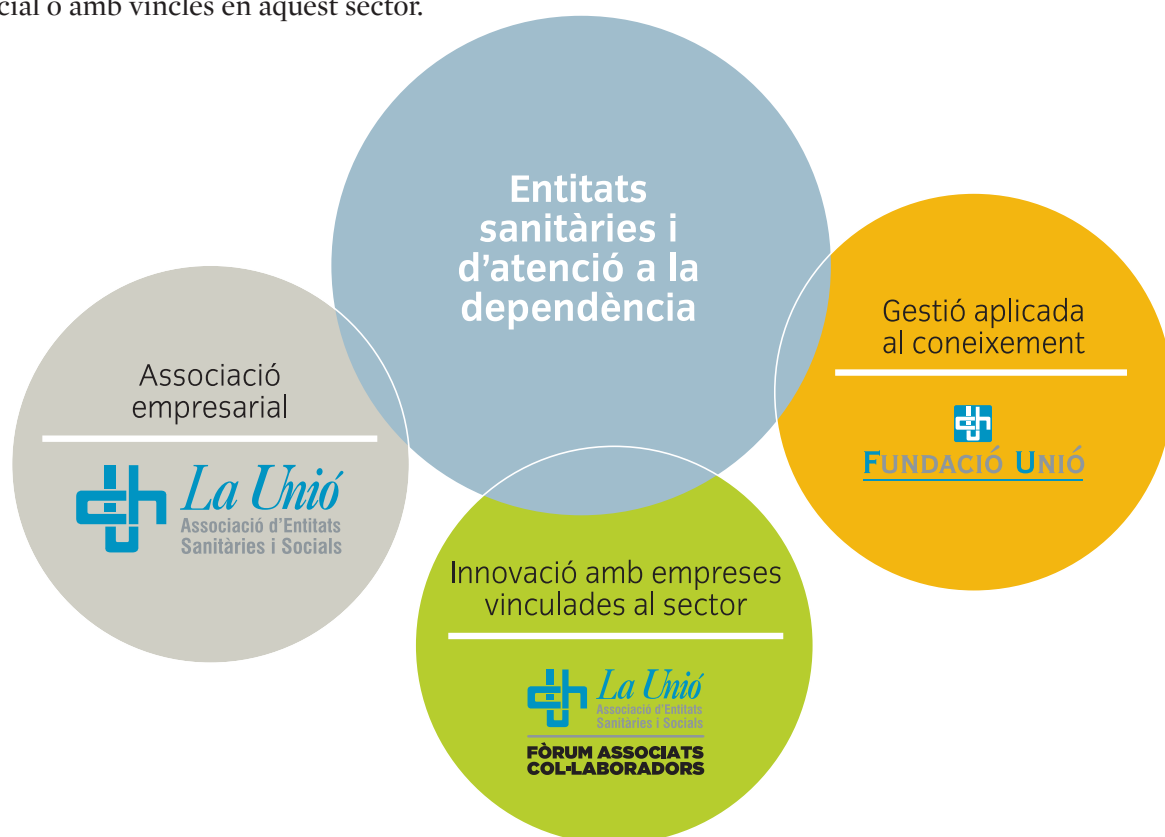 cial o amb vincles en aquest sector.
Entitats
sanitàries i
d'atenció a la
dependència
Associació
empresarial
La Unió
Associació d'Entitats
Sanitàries i Socials
Innovació amb empreses
vinculades al sector
La Unió
Associació d'Entitats
Sanitàries i Socials
FÒRUM ASSOCIATS
COL·LABORADORS
Gestió aplicada
al coneixement
FUNDACIÓ UNIÓ